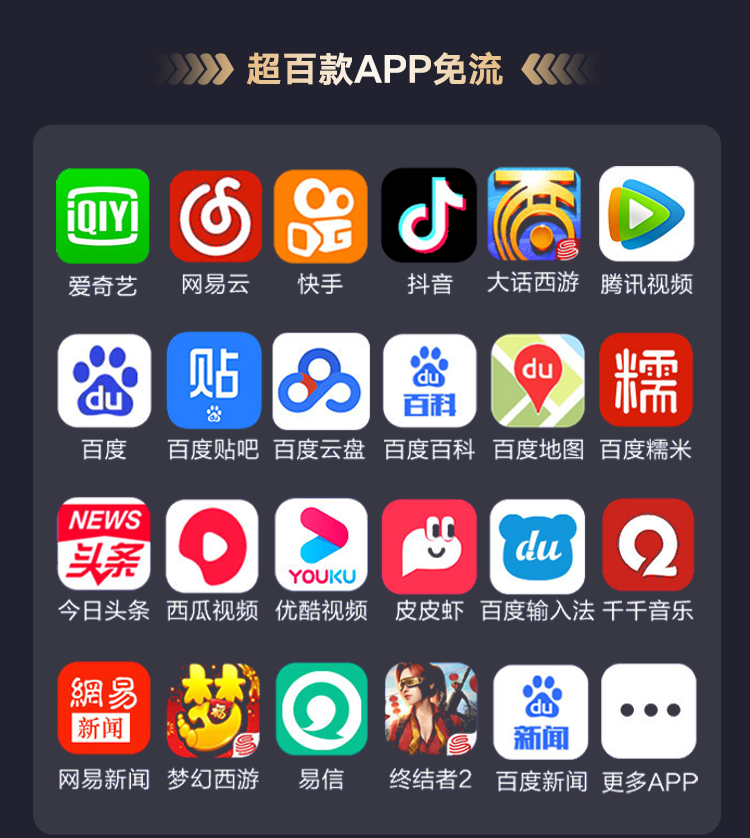 超百款APP免流
iQIYI
爱奇艺 网易云 快手 抖音 大话西游 腾讯视频
du 贴 du 百科 du 糯
百度 百度贴吧 百度云盘 百度百科 百度地图 百度糯米
NEWS
头条 YOUKU du
今日头条 西瓜视频 优酷视频 皮皮虾 百度输入法 千千音乐
網易 梦 du
新闻 新闻
网易新闻 梦幻西游 易信 终结者2 百度新闻 更多APP